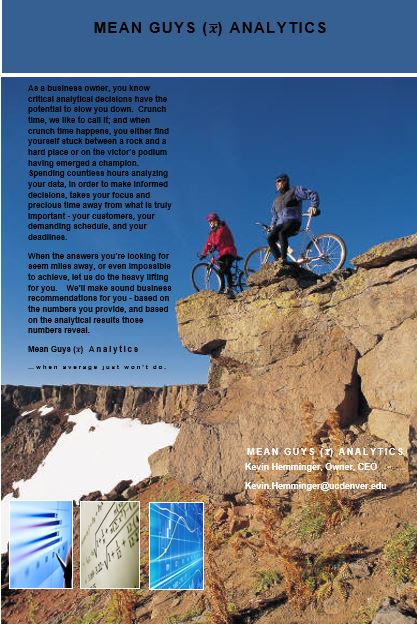 MEAN GUYS (x̅) ANALYTICS
As a business owner, you know
critical analytical decisions have the
potential to slow you down. Crunch
time, we like to call it; and when
crunch time happens, you either find
yourself stuck between a rock and a
hard place or on the victor's podium
having emerged a champion.
Spending countless hours analyzing
your data, in order to make informed
decisions, takes your focus and
precious time away from what is truly
important - your customers, your
demanding schedule, and your
deadlines.
When the answers you're looking for
seem miles away, or even impossible
to achieve, let us do the heavy lifting
for you. We'll make sound business
recommendations for you - based on
the numbers you provide, and based
on the analytical results those
numbers reveal.
Mean Guys (x̅) Analytics
...when average just won't do.
MEAN GUYS (x̅) ANALYTICS
Kevin Hemminger, Owner, CEO
Kevin.Hemminger@ucdenver.edu